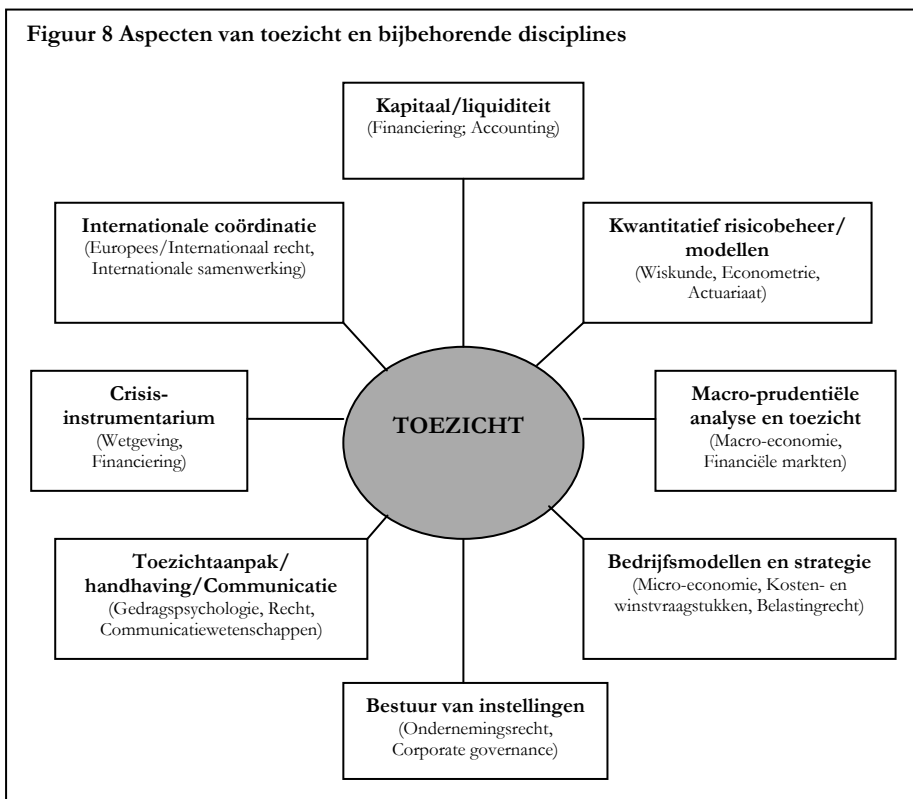 Figuur 8 Aspecten van toezicht en bijbehorende disciplines
Kapitaal/liquiditeit
(Financiering; Accounting)
Internationale coördinatie
(Europees/Internationaal recht,
Internationale samenwerking)
Kwantitatief risicobeheer/
modellen
(Wiskunde, Econometrie,
Actuariaat)
Crisis-
instrumentarium
(Wetgeving,
Financiering)
TOEZICHT
Macro-prudentiële
analyse en toezicht
(Macro-economie,
Financiële markten)
Toezichtaanpak/
handhaving/Communicatie
(Gedragspsychologie, Recht,
Communicatiewetenschappen)
Bedrijfsmodellen en strategie
(Micro-economie, Kosten- en
winstvraagstukken, Belastingrecht)
Bestuur van instellingen
(Ondernemingsrecht,
Corporate governance)